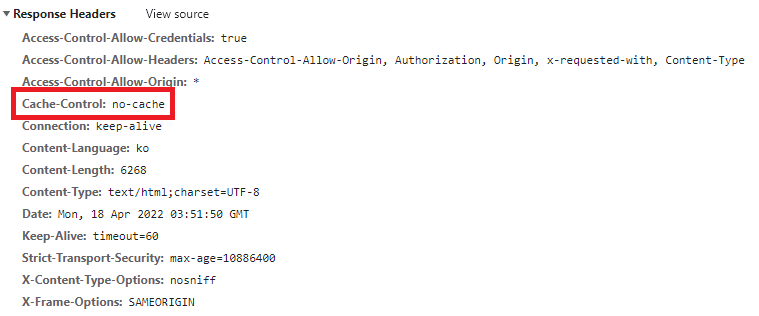 Response Headers View source
Access-Control-Allow-Credentials: true
Access-Control-Allow-Headers: Access-Control-Allow-Origin, Authorization, Origin, x-requested-with, Content-Type
Access-Control-Allow-Origin: *
Cache-Control: no-cache
Connection: keep-alive
Content-Language: ko
Content-Length: 6268
Content-Type: text/html;charset=UTF-8
Date: Mon, 18 Apr 2022 03:51:50 GMT
Keep-Alive: timeout=60
Strict-Transport-Security: max-age=10886400
X-Content-Type-Options: nosniff
X-Frame-Options: SAMEORIGIN